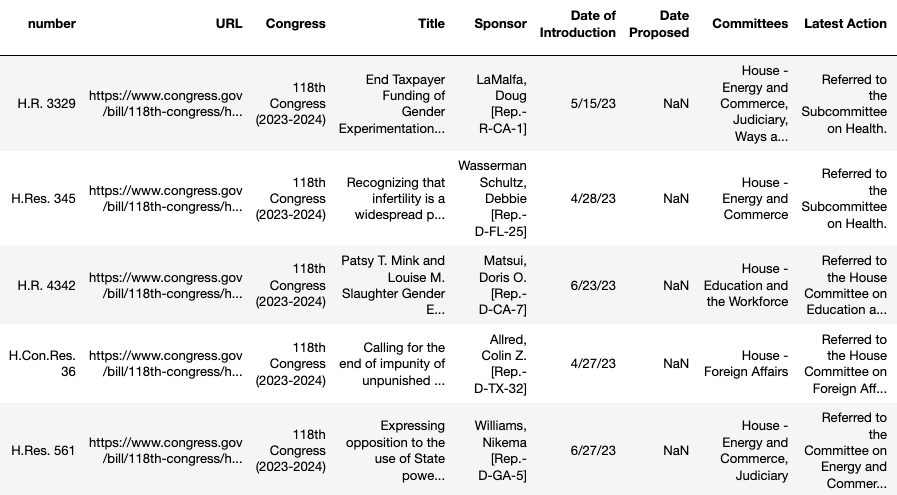 number URL Congress Title Sponsor Date of Introduction Date Proposed Committees Latest Action
H.R. 3329 https://www.congress.gov/bill/118th-congress/h... 118th Congress (2023-2024) End Taxpayer Funding of Gender Experimentation... LaMalfa, Doug [Rep.-R-CA-1] 5/15/23 NaN House - Energy and Commerce, Judiciary, Ways a... Referred to the Subcommittee on Health.
H.Res. 345 https://www.congress.gov/bill/118th-congress/h... 118th Congress (2023-2024) Recognizing that infertility is a widespread p... Wasserman Schultz, Debbie [Rep.-D-FL-25] 4/28/23 NaN House - Energy and Commerce Referred to the Subcommittee on Health.
H.R. 4342 https://www.congress.gov/bill/118th-congress/h... 118th Congress (2023-2024) Patsy T. Mink and Louise M. Slaughter Gender E... Matsui, Doris O. [Rep.-D-CA-7] 6/23/23 NaN House - Education and the Workforce Referred to the House Committee on Education a...
H.Con.Res. 36 https://www.congress.gov/bill/118th-congress/h... 118th Congress (2023-2024) Calling for the end of impunity of unpunished ... Allred, Colin Z. [Rep.-D-TX-32] 4/27/23 NaN House - Foreign Affairs Referred to the House Committee on Foreign Aff...
H.Res. 561 https://www.congress.gov/bill/118th-congress/h... 118th Congress (2023-2024) Expressing opposition to the use of State powe... Williams, Nikema [Rep.-D-GA-5] 6/27/23 NaN House - Energy and Commerce, Judiciary Referred to the Committee on Energy and Commer...